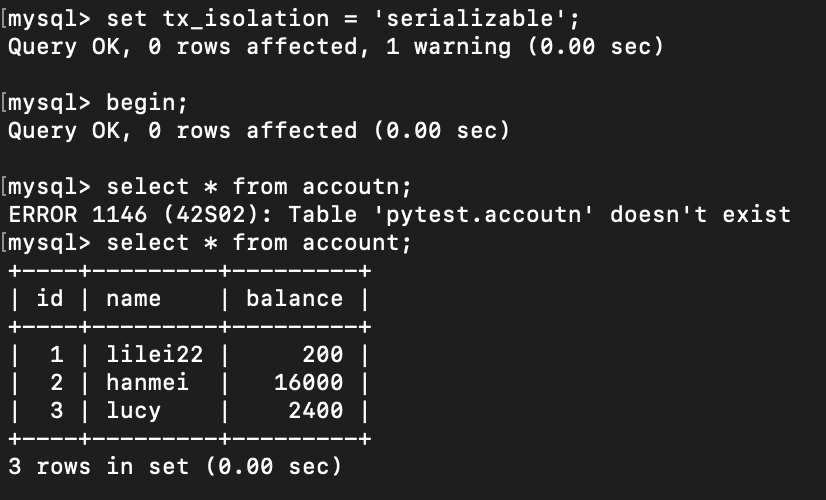 [mysql> set tx_isolation = 'serializable';
Query OK, 0 rows affected, 1 warning (0.00 sec)
[mysql> begin;
Query OK, 0 rows affected (0.00 sec)
[mysql> select * from accoutn;
ERROR 1146 (42S02): Table 'pytest.accoutn' doesn't exist
[mysql> select * from account;
+----+---------+---------+
| id | name    | balance |
+----+---------+---------+
|  1 | lilei22 |     200 |
|  2 | hanmei  |   16000 |
|  3 | lucy    |    2400 |
+----+---------+---------+
3 rows in set (0.00 sec)